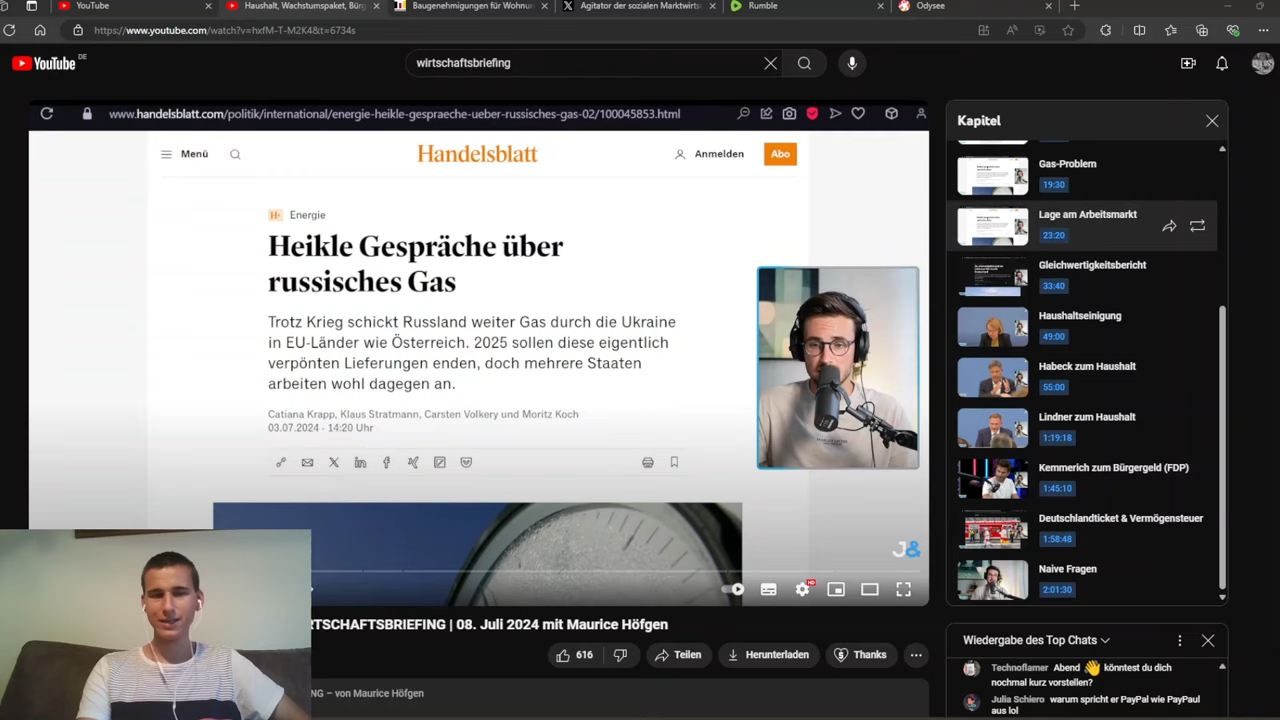 YouTube
Haushalt, Wachstumspaket, Bürg
Baugenehmigungen für Wohnu
Agitator der sozialen Marktwirts
Rumble
Odysee
https://www.youtube.com/watch?v=hxfM-T-M2K4&t=6734s
YouTube DE
wirtschaftsbriefing
www.handelsblatt.com/politik/international/energie-heikle-gespraeche-ueber-russisches-gas-02/100045853.html
Menü
Handelsblatt
Anmelden
Abo
Energie
Heikle Gespräche über
russisches Gas
Trotz Krieg schickt Russland weiter Gas durch die Ukraine
in EU-Länder wie Österreich. 2025 sollen diese eigentlich
verpönten Lieferungen enden, doch mehrere Staaten
arbeiten wohl dagegen an.
Catiana Krapp, Klaus Stratmann, Carsten Volkery und Moritz Koch
03.07.2024 - 14:20 Uhr
J&
HD
RTSCHAFTSBRIEFING | 08. Juli 2024 mit Maurice Höfgen
616
Teilen
Herunterladen
Thanks
NG – von Maurice Höfgen
Kapitel
Gas-Problem
19:30
Lage am Arbeitsmarkt
23:20
Gleichwertigkeitsbericht
33:40
Haushaltseinigung
49:00
Habeck zum Haushalt
55:00
Lindner zum Haushalt
1:19:18
Kemmerich zum Bürgergeld (FDP)
1:45:10
Deutschlandticket & Vermögensteuer
1:58:48
Naive Fragen
2:01:30
Wiedergabe des Top Chats
Technoflamer Abend 👋 könntest du dich
nochmal kurz vorstellen?
Julia Schiero warum spricht er PayPal wie PayPaul
aus lol